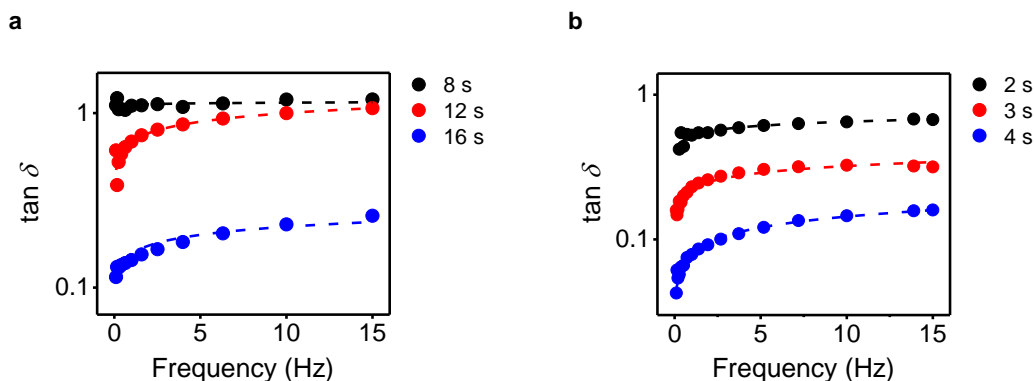 a
tan δ
1
0.1
0 5 10 15
Frequency (Hz)
8 s
12 s
16 s
b
tan δ
1
0.1
0 5 10 15
Frequency (Hz)
2 s
3 s
4 s